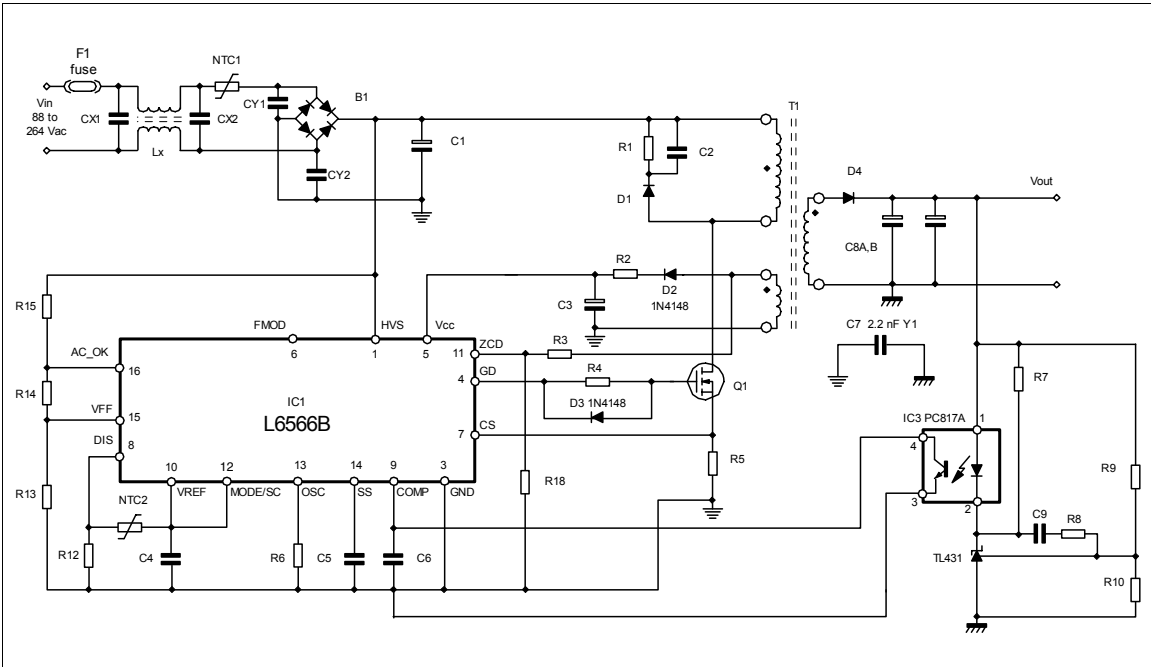 F1
fuse
NTC1
Vin
88 to
264 Vac
CX1
Lx
CX2
CY1
B1
CY2
C1
R1
C2
D1
T1
D4
Vout
C8A,B
R2
D2
1N4148
C3
C7 2.2 nF Y1
R15
FMOD
HVS
Vcc
6
1
5
AC_OK
16
ZCD
11
R3
R14
GD
4
R4
Q1
IC1
L6566B
D3 1N4148
VFF
15
DIS
8
CS
7
R7
IC3 PC817A
1
4
3
2
R5
R9
R13
10
12
13
14
9
3
VREF
MODE/SC
OSC
SS
COMP
GND
R18
NTC2
R12
C4
R6
C5
C6
C9
R8
TL431
R10